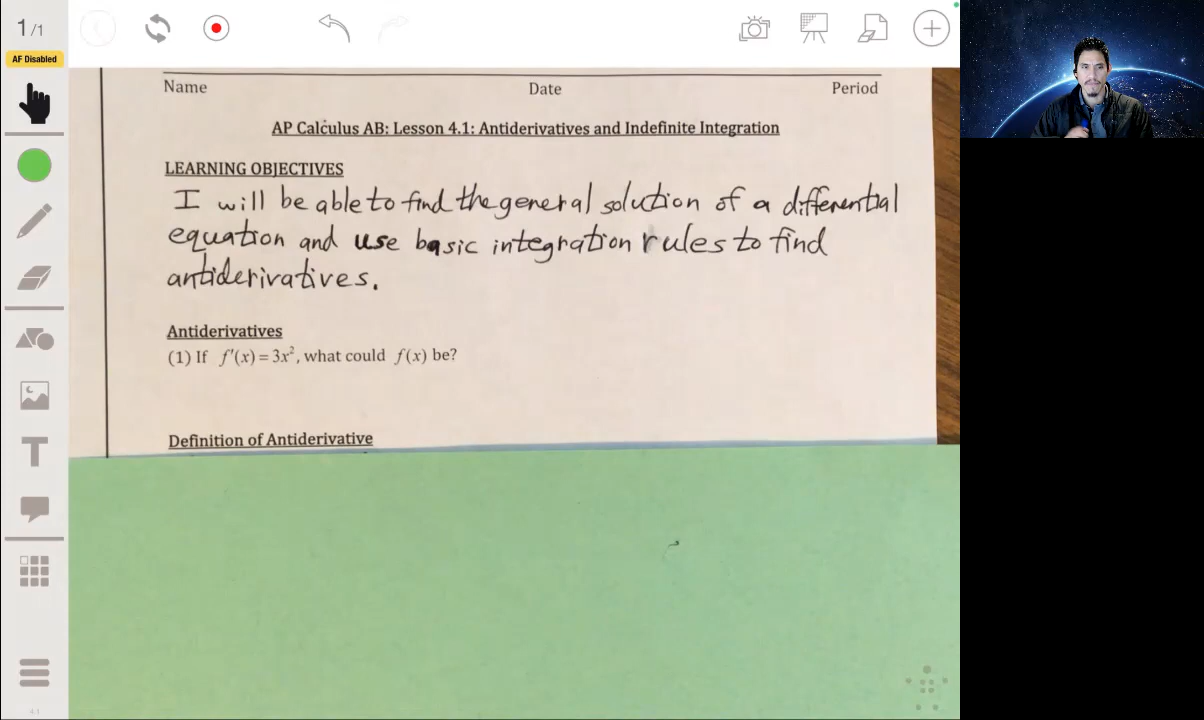 1/1
AF Disabled
Name Date Period
AP Calculus AB: Lesson 4.1: Antiderivatives and Indefinite Integration
LEARNING OBJECTIVES
I will be able to find the general solution of a differential
equation and use basic integration rules to find
antiderivatives.
Antiderivatives
(1) If f'(x) = 3x², what could f(x) be?
Definition of Antiderivative
T
4.1